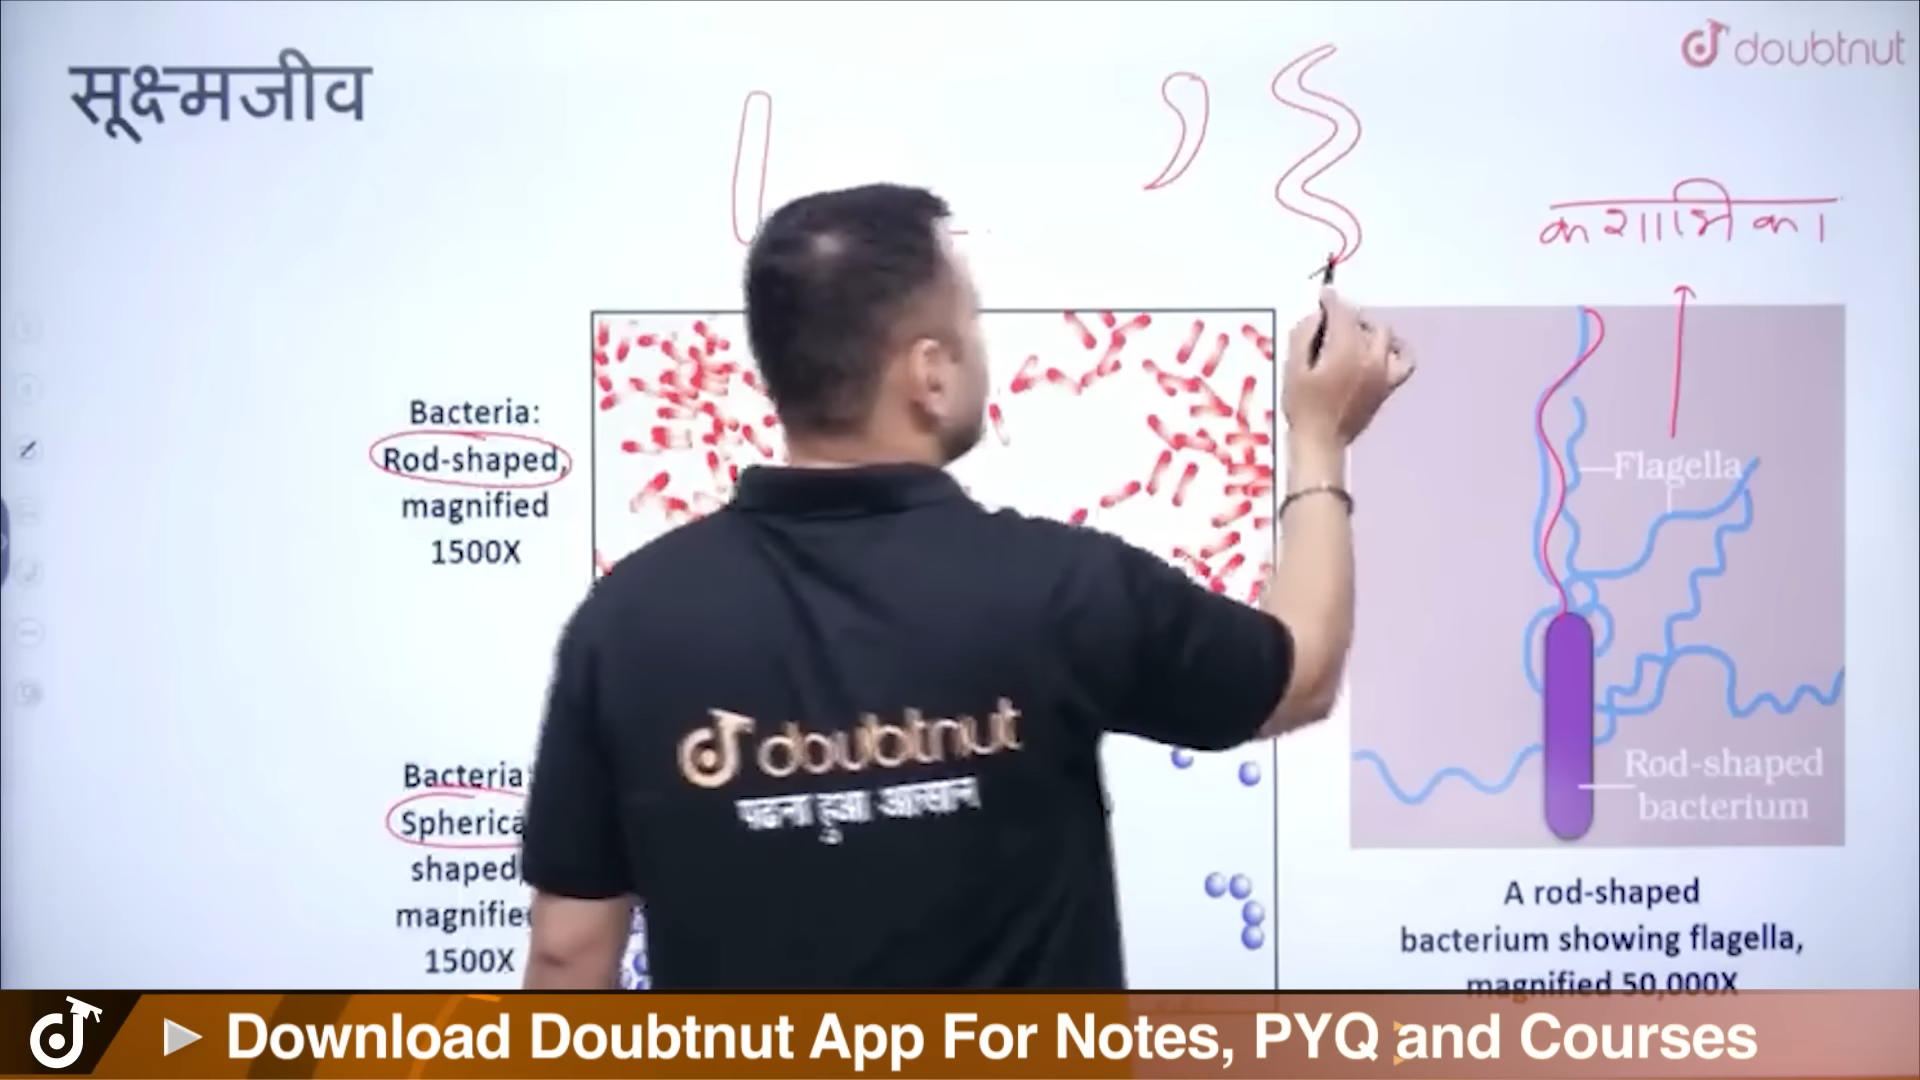 सूक्ष्मजीव
doubtnut
कशाभिका
Bacteria:
Rod-shaped,
magnified
1500X
Flagella
Rod-shaped
bacterium
Bacteria:
Spherica
shaped,
magnifie
1500X
A rod-shaped
bacterium showing flagella,
magnified 50,000X
doubtnut
पढना हुआ आसान
Download Doubtnut App For Notes, PYQ and Courses